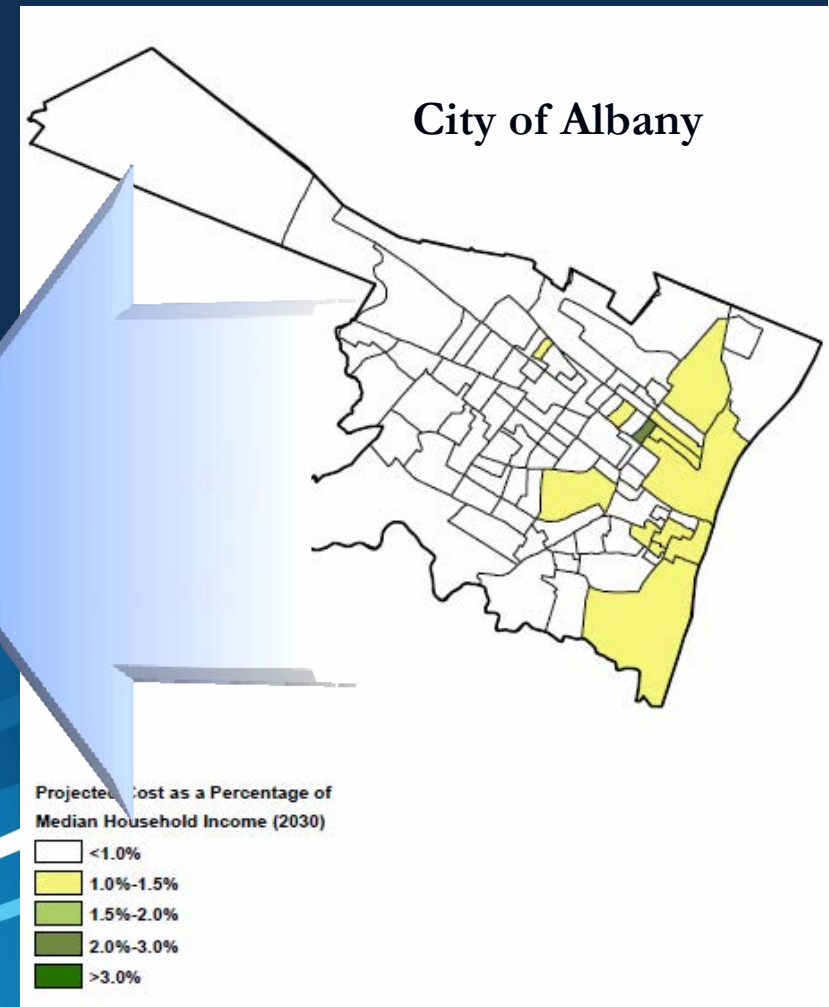 City of Albany
Projected Cost as a Percentage of
Median Household Income (2030)
<1.0%
1.0%-1.5%
1.5%-2.0%
2.0%-3.0%
>3.0%